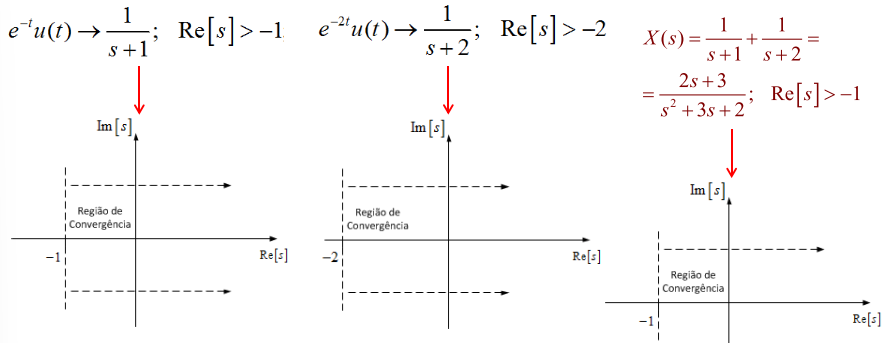 e^{-t}u(t) → 1/(s+1); Re[s] > -1
Im[s]
Região de
Convergência
-1
Re[s]
e^{-2t}u(t) → 1/(s+2); Re[s] > -2
Im[s]
Região de
Convergência
-2
Re[s]
X(s) = 1/(s+1) + 1/(s+2) =
= (2s+3)/(s²+3s+2); Re[s] > -1
Im[s]
Região de
Convergência
-1
Re[s]